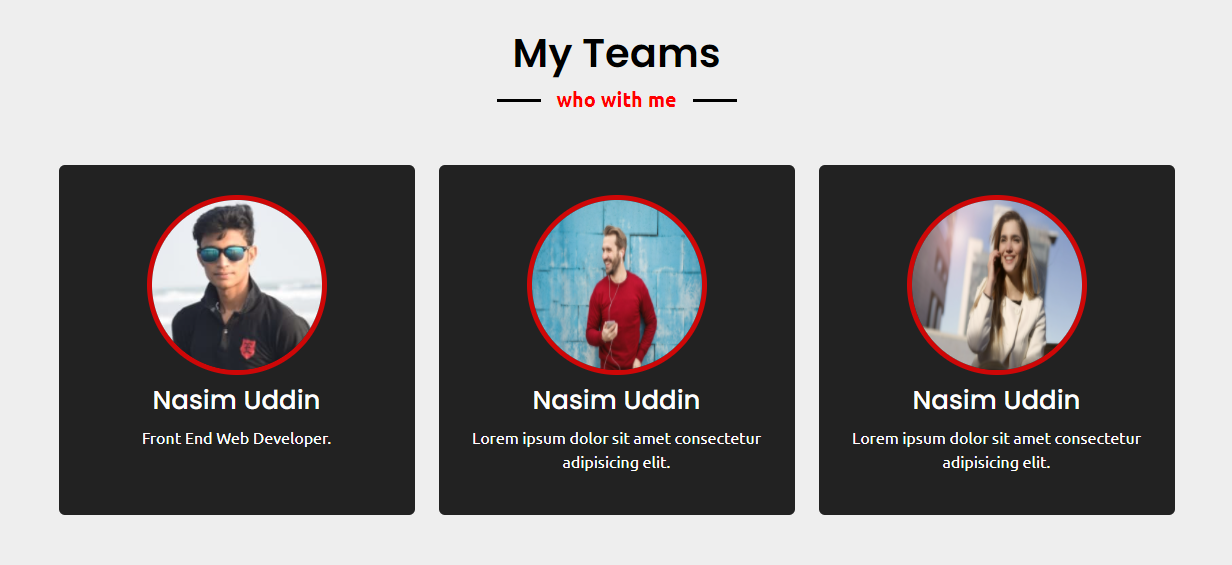 My Teams
who with me
Nasim Uddin
Front End Web Developer.
Nasim Uddin
Lorem ipsum dolor sit amet consectetur
adipisicing elit.
Nasim Uddin
Lorem ipsum dolor sit amet consectetur
adipisicing elit.